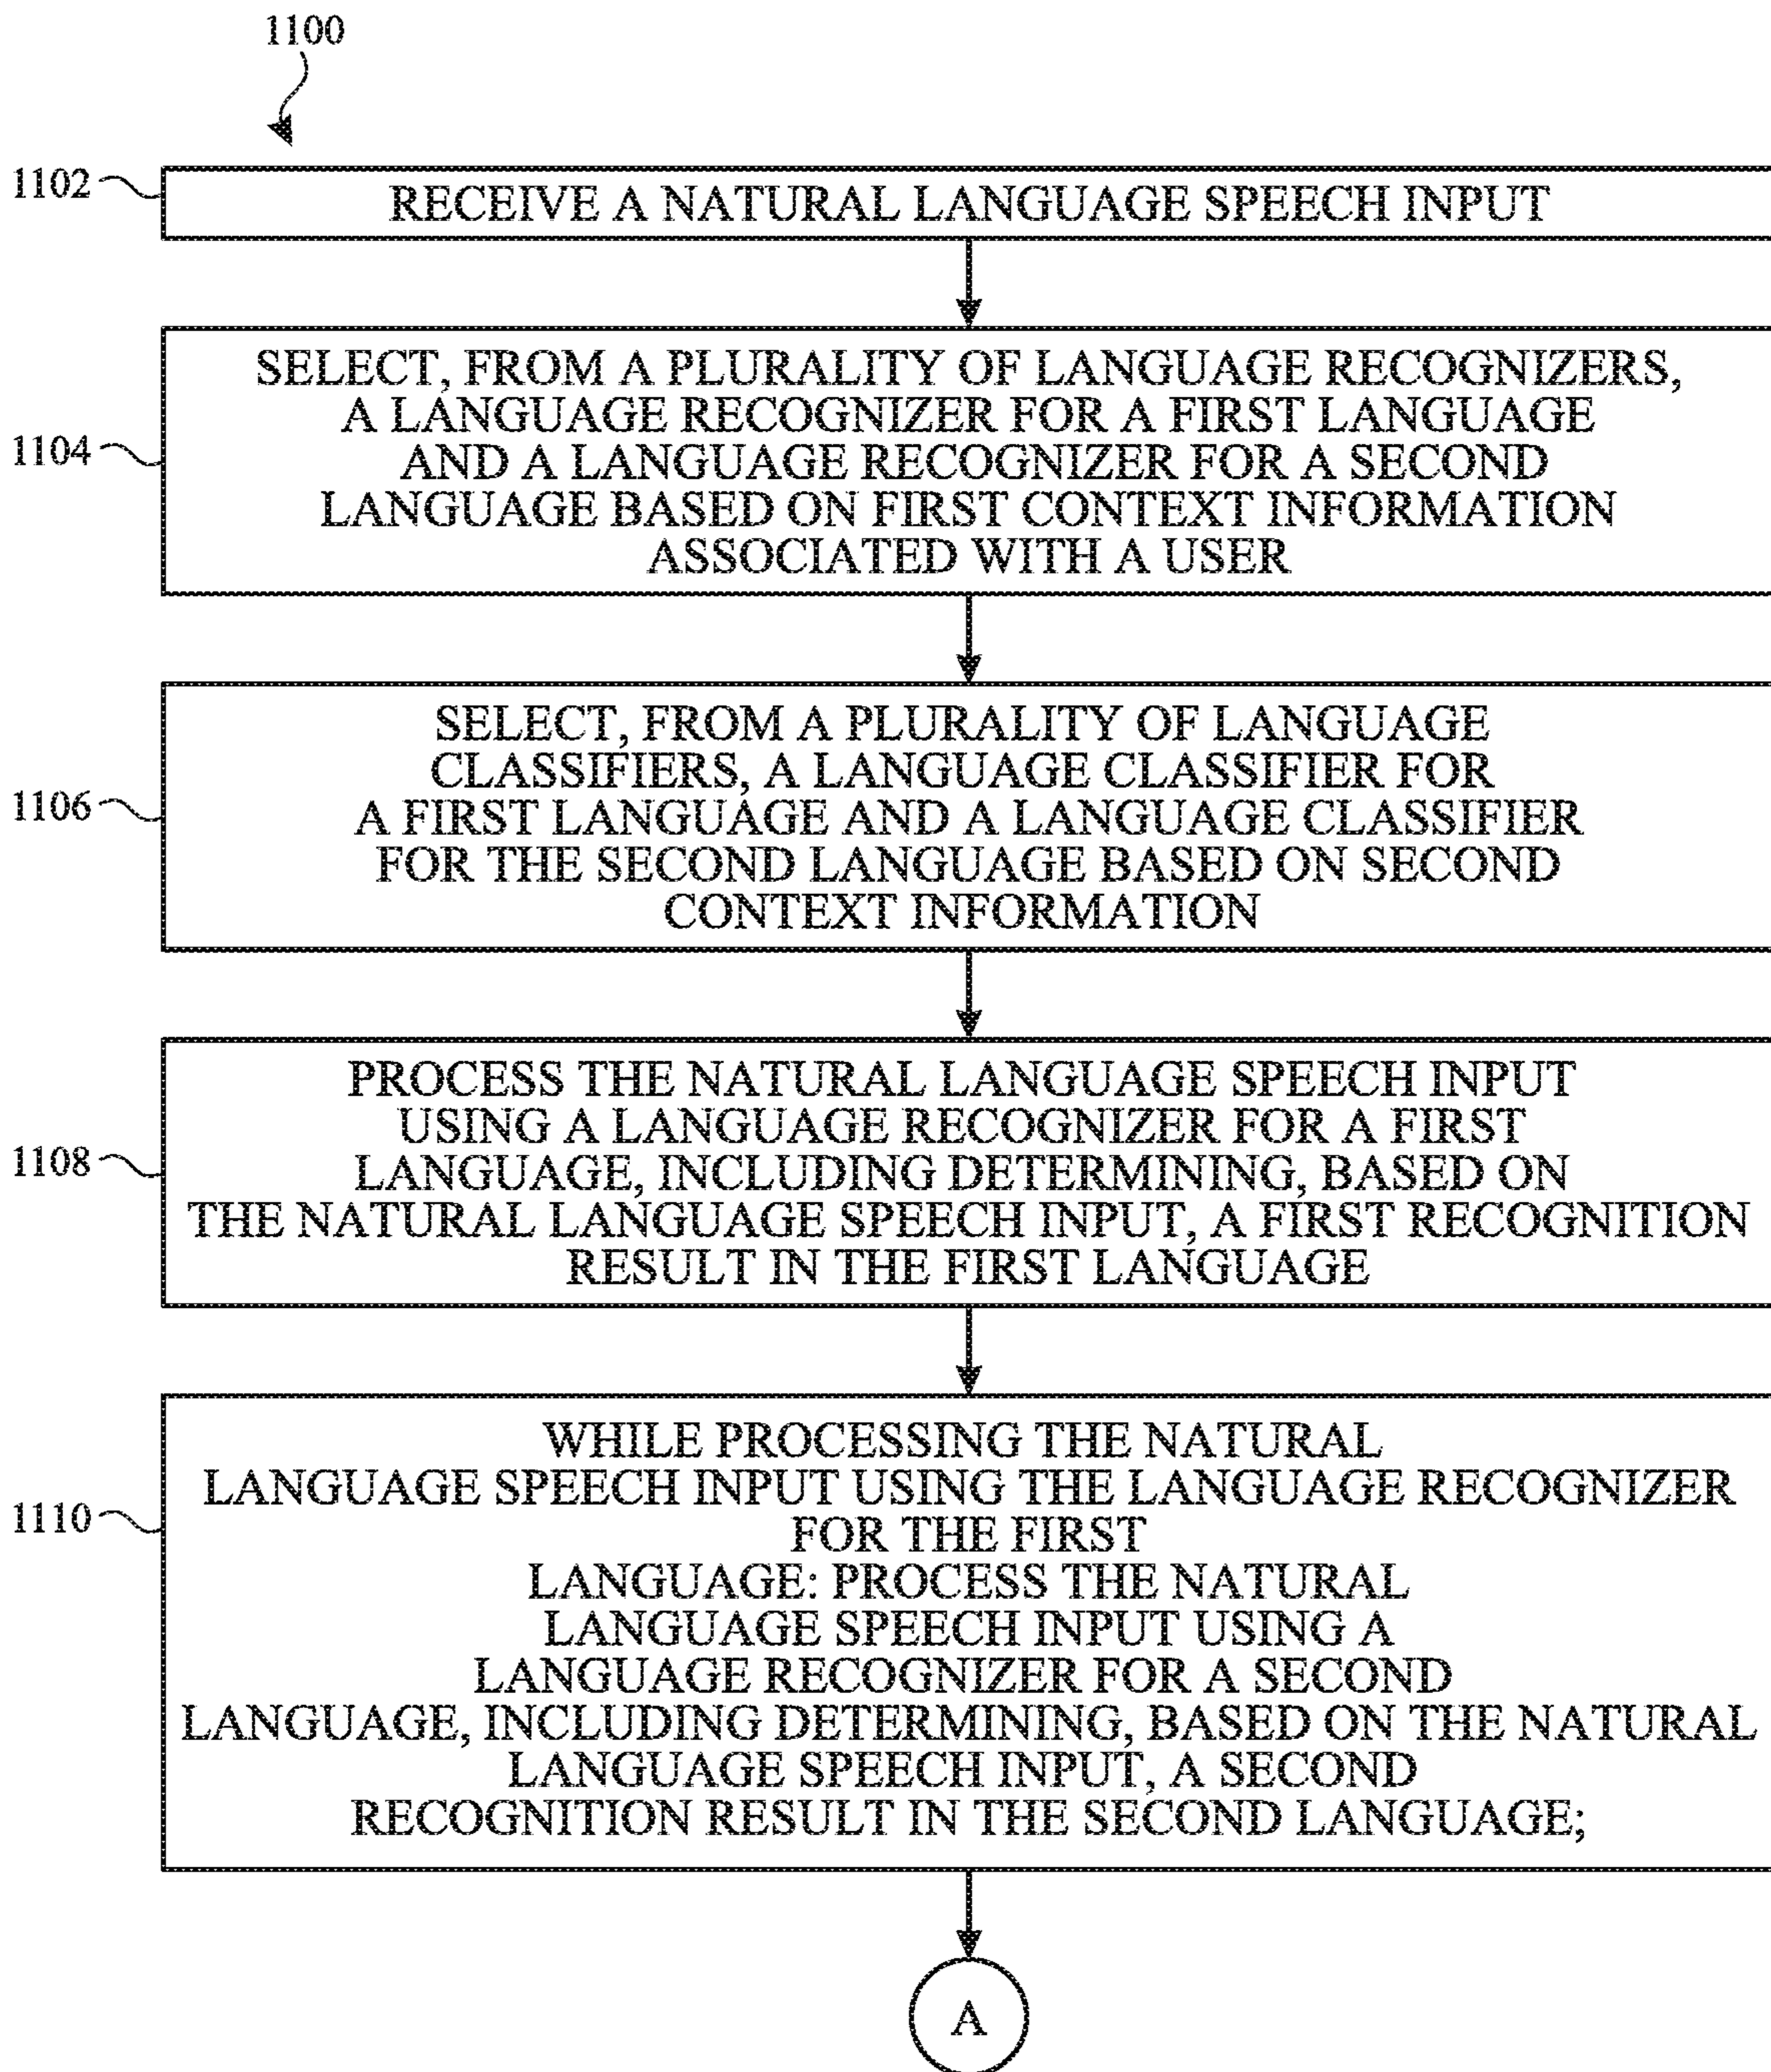 1100
1102
RECEIVE A NATURAL LANGUAGE SPEECH INPUT
1104
SELECT, FROM A PLURALITY OF LANGUAGE RECOGNIZERS,
A LANGUAGE RECOGNIZER FOR A FIRST LANGUAGE
AND A LANGUAGE RECOGNIZER FOR A SECOND
LANGUAGE BASED ON FIRST CONTEXT INFORMATION
ASSOCIATED WITH A USER
1106
SELECT, FROM A PLURALITY OF LANGUAGE
CLASSIFIERS, A LANGUAGE CLASSIFIER FOR
A FIRST LANGUAGE AND A LANGUAGE CLASSIFIER
FOR THE SECOND LANGUAGE BASED ON SECOND
CONTEXT INFORMATION
1108
PROCESS THE NATURAL LANGUAGE SPEECH INPUT
USING A LANGUAGE RECOGNIZER FOR A FIRST
LANGUAGE, INCLUDING DETERMINING, BASED ON
THE NATURAL LANGUAGE SPEECH INPUT, A FIRST RECOGNITION
RESULT IN THE FIRST LANGUAGE
1110
WHILE PROCESSING THE NATURAL
LANGUAGE SPEECH INPUT USING THE LANGUAGE RECOGNIZER
FOR THE FIRST
LANGUAGE: PROCESS THE NATURAL
LANGUAGE SPEECH INPUT USING A
LANGUAGE RECOGNIZER FOR A SECOND
LANGUAGE, INCLUDING DETERMINING, BASED ON THE NATURAL
LANGUAGE SPEECH INPUT, A SECOND
RECOGNITION RESULT IN THE SECOND LANGUAGE;
A